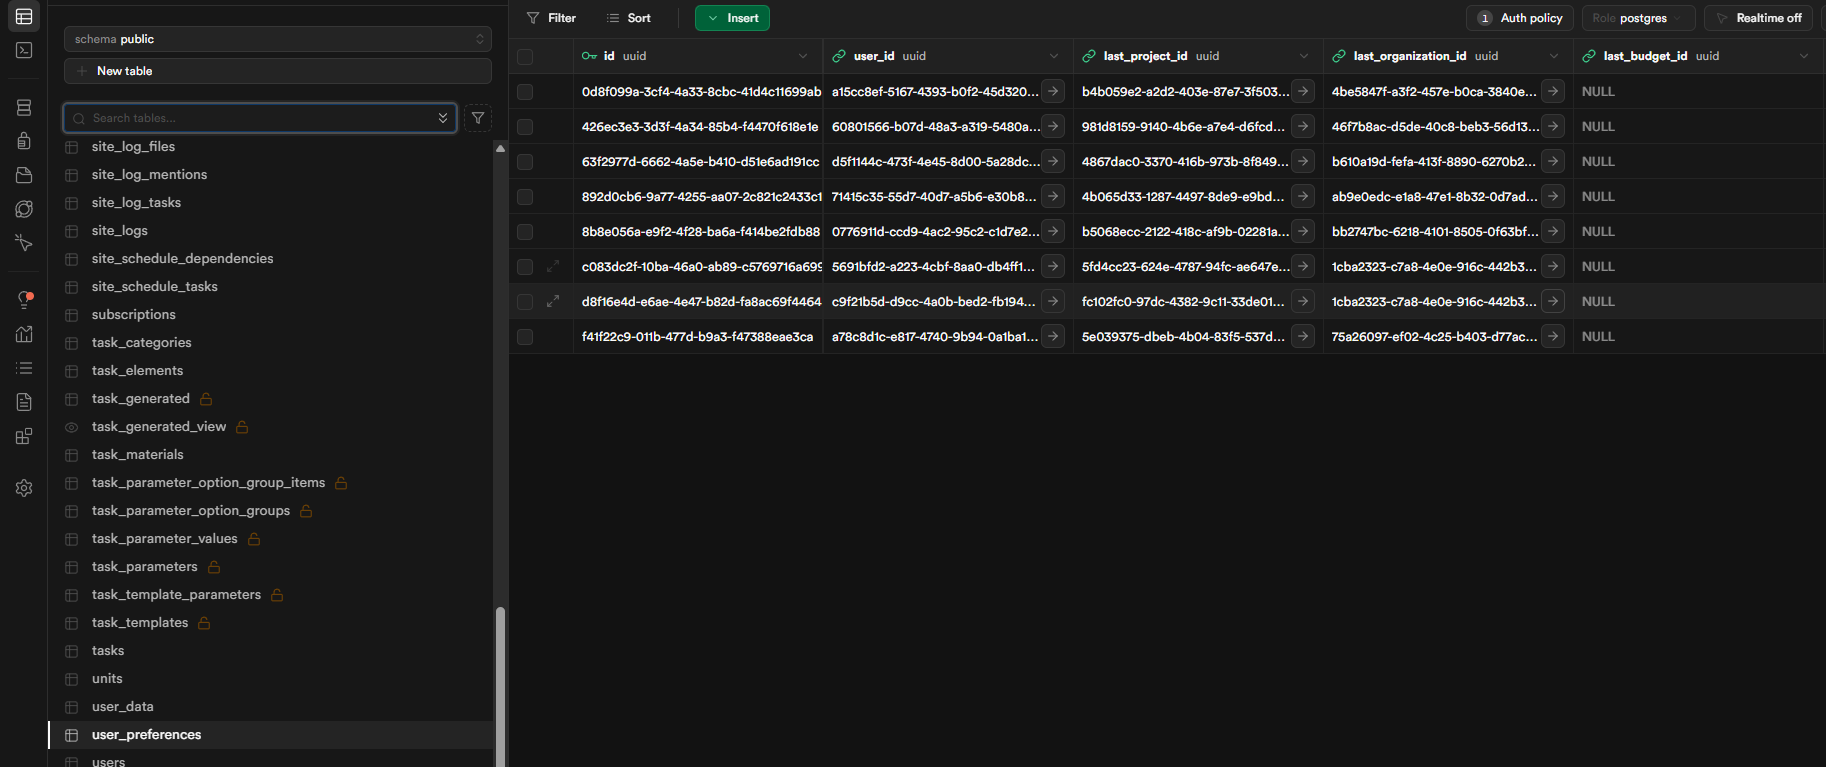 schema public
New table
Search tables...
site_log_files
site_log_mentions
site_log_tasks
site_logs
site_schedule_dependencies
site_schedule_tasks
subscriptions
task_categories
task_elements
task_generated
task_generated_view
task_materials
task_parameter_option_group_items
task_parameter_option_groups
task_parameter_values
task_parameters
task_template_parameters
task_templates
tasks
units
user_data
user_preferences
users
Filter Sort Insert 1 Auth policy Role postgres Realtime off
id uuid user_id uuid last_project_id uuid last_organization_id uuid last_budget_id uuid
0d8f099a-3cf4-4a33-8cbc-41d4c11699ab a15cc8ef-5167-4393-b0f2-45d320... b4b059e2-a2d2-403e-87e7-3f503... 4be5847f-a3f2-457e-b0ca-3840e... NULL
426ec3e3-3d3f-4a34-85b4-f4470f618e1e 60801566-b07d-48a3-a319-5480a... 981d8159-9140-4b6e-a7e4-d6fcd... 46f7b8ac-d5de-40c8-beb3-56d13... NULL
63f2977d-6662-4a5e-b410-d51e6ad191cc d5f1144c-473f-4e45-8d00-5a28dc... 4867dac0-3370-416b-973b-8f849... b610a19d-fefa-413f-8890-6270b2... NULL
892d0cb6-9a77-4255-aa07-2c821c2433c1 71415c35-55d7-40d7-a5b6-e30b8... 4b065d33-1287-4497-8de9-e9bd... ab9e0edc-e1a8-47e1-8b32-0d7ad... NULL
8b8e056a-e9f2-4f28-ba6a-f414be2fdb88 0776911d-ccd9-4ac2-95c2-c1d7e2... b5068ecc-2122-418c-af9b-02281a... bb2747bc-6218-4101-8505-0f63bf... NULL
c083dc2f-10ba-46a0-ab89-c5769716a699 5691bfd2-a223-4cbf-8aa0-db4ff1... 5fd4cc23-624e-4787-94fc-ae647e... 1cba2323-c7a8-4e0e-916c-442b3... NULL
d8f16e4d-e6ae-4e47-b82d-fa8ac69f4464 c9f21b5d-d9cc-4a0b-bed2-fb194... fc102fc0-97dc-4382-9c11-33de01... 1cba2323-c7a8-4e0e-916c-442b3... NULL
f41f22c9-011b-477d-b9a3-f47388eae3ca a78c8d1c-e817-4740-9b94-0a1ba1... 5e039375-dbeb-4b04-83f5-537d... 75a26097-ef02-4c25-b403-d77ac... NULL